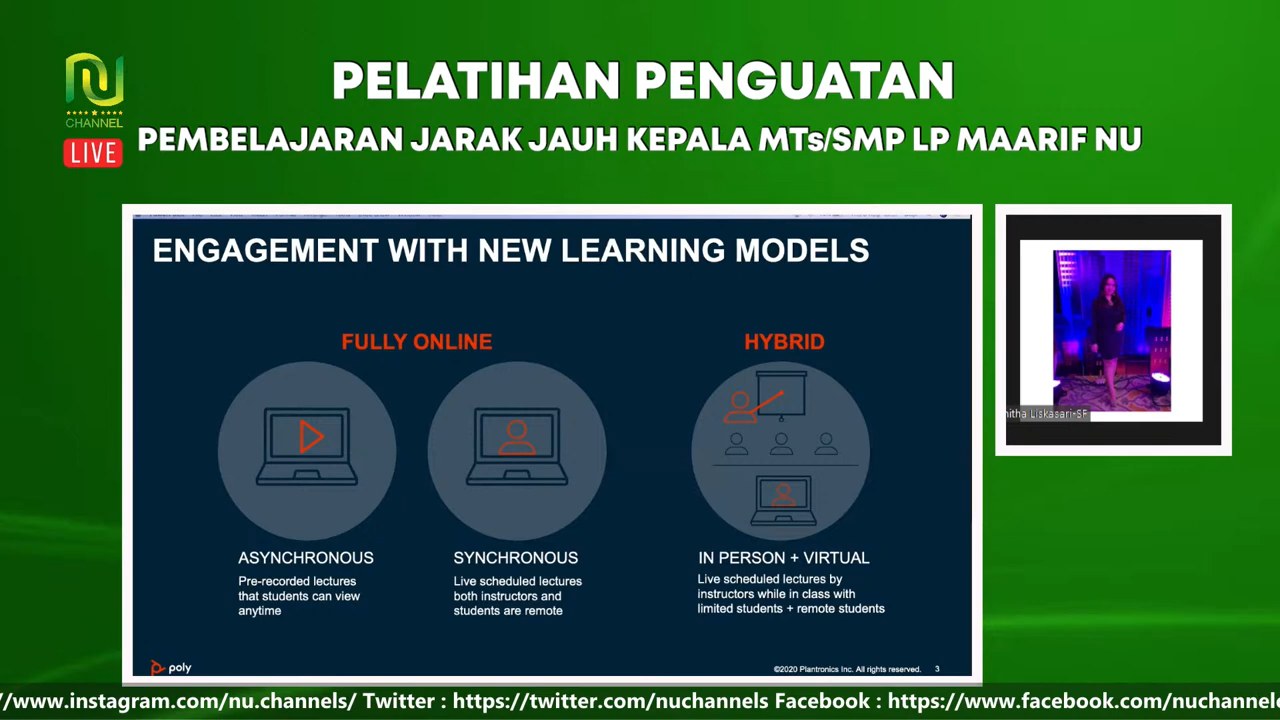 PELATIHAN PENGUATAN
PEMBELAJARAN JARAK JAUH KEPALA MTs/SMP LP MAARIF NU
NU
CHANNEL
LIVE
ENGAGEMENT WITH NEW LEARNING MODELS
FULLY ONLINE
HYBRID
ASYNCHRONOUS
Pre-recorded lectures
that students can view
anytime
SYNCHRONOUS
Live scheduled lectures
both instructors and
students are remote
IN PERSON + VIRTUAL
Live scheduled lectures by
instructors while in class with
limited students + remote students
poly
©2020 Plantronics Inc. All rights reserved. 3
nitha Liskasari-SF
/www.instagram.com/nu.channels/ Twitter : https://twitter.com/nuchannels Facebook : https://www.facebook.com/nuchannel